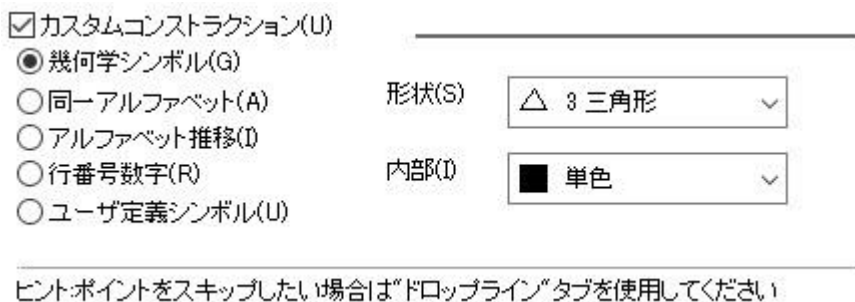 カスタムコンストラクション(U)
幾何学シンボル(G)
同一アルファベット(A)
アルファベット推移(I)
行番号数字(R)
ユーザ定義シンボル(U)
形状(S)
3 三角形
内部(I)
単色
ヒント:ポイントをスキップしたい場合は"ドロップライン"タブを使用してください